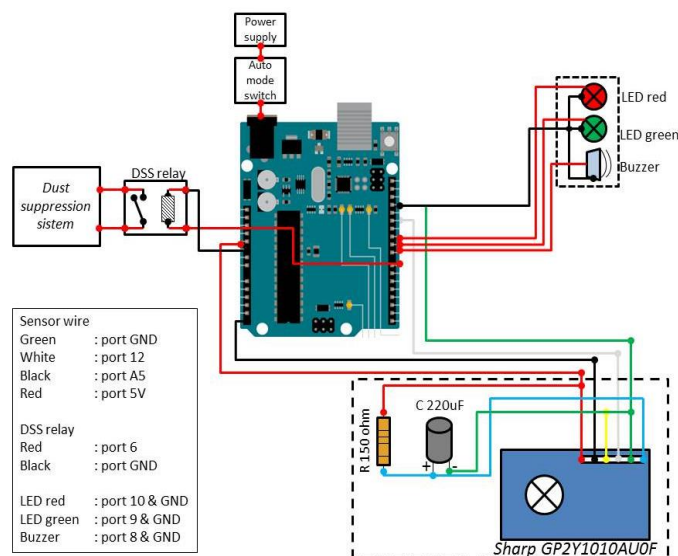 Power
supply
Auto
mode
switch
LED red
LED green
Buzzer
DSS relay
Dust
suppression
sistem
Sensor wire
Green : port GND
White : port 12
Black : port A5
Red : port 5V
DSS relay
Red : port 6
Black : port GND
LED red : port 10 & GND
LED green : port 9 & GND
Buzzer : port 8 & GND
R 150 ohm
C 220uF
+ -
Sharp GP2Y1010AU0F